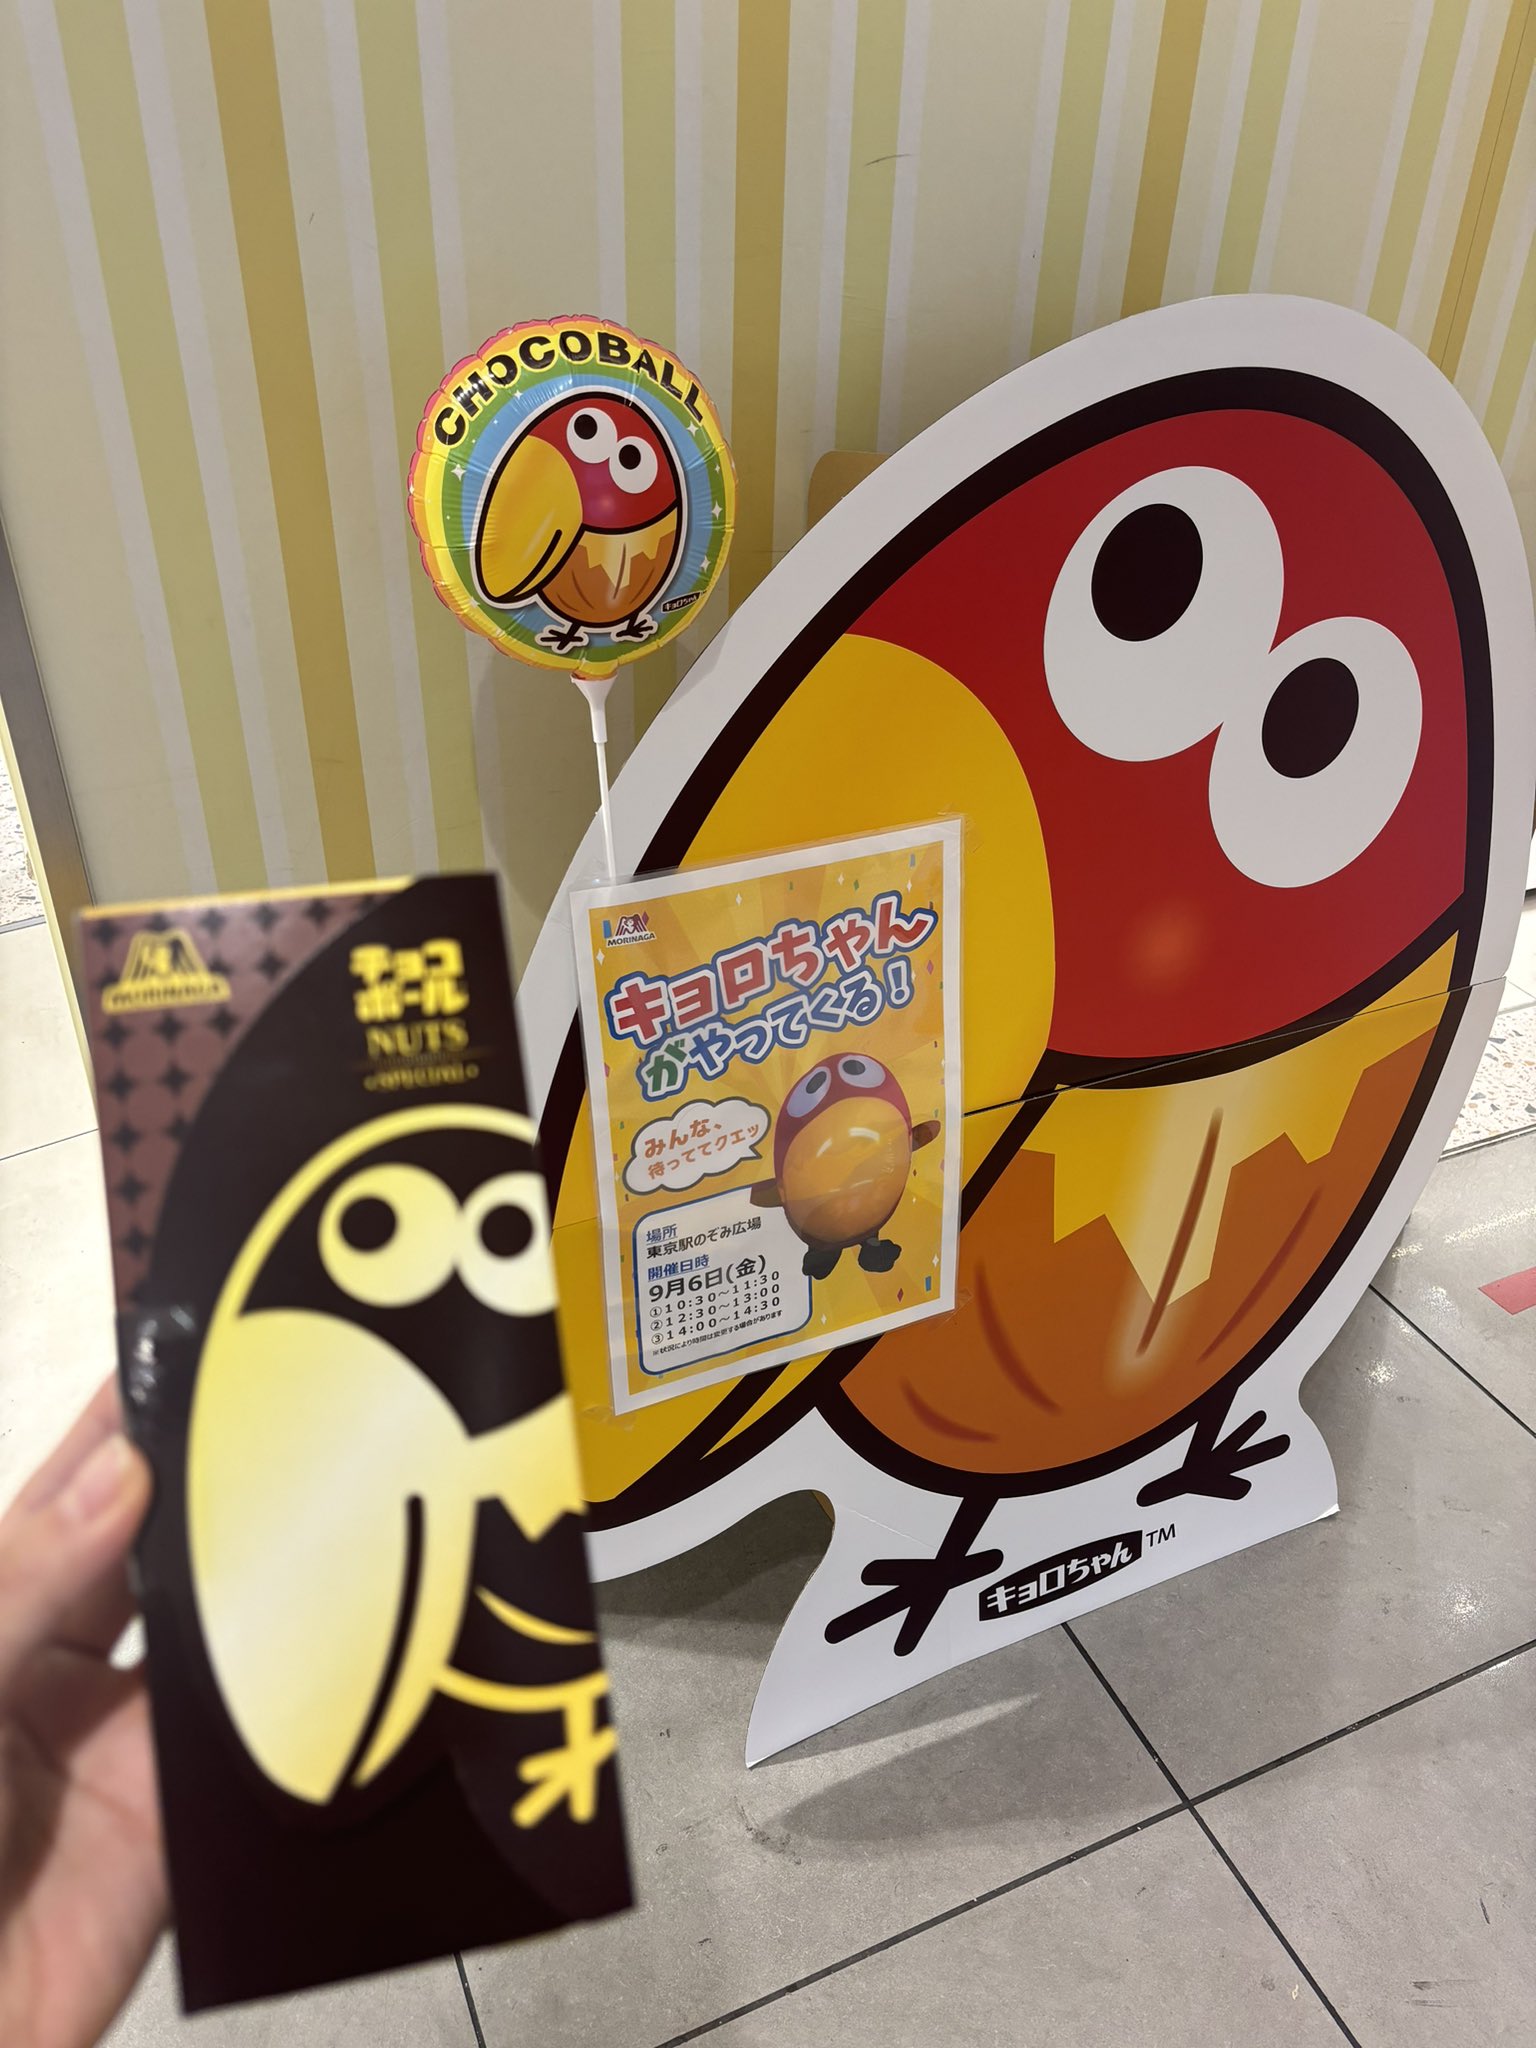 CHOCOBALL
キョロちゃん
MORINAGA
チョコ
ボール
NUTS
SPECIAL
MORINAGA
キョロちゃん
がやってくる!
みんな、
待っててクエッ
場所
東京駅のぞみ広場
開催日時
9月6日(金)
①10:30~11:30
②12:30~13:00
③14:00~14:30
※状況により時間は変更する場合があります
キョロちゃん TM